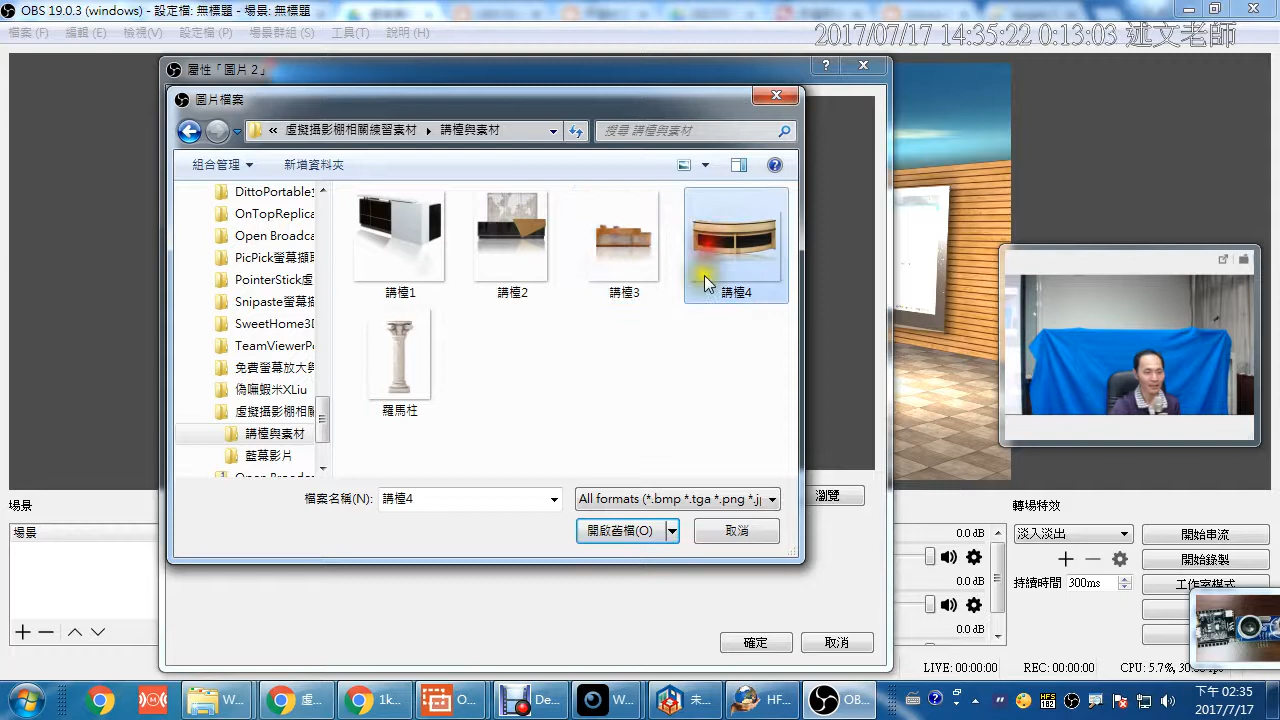 OBS 19.0.3 (windows) - 設定檔: 無標題 - 場景: 無標題
檔案 (F) 編輯 (E) 檢視(V) 設定檔 (P) 場景群組 (S) 工具(T) 說明 (H)
2017/07/17 14:35:22 0:13:03 述文老師
屬性「圖片 2」
圖片檔案
« 虛擬攝影棚相關練習素材 ▸ 講檯與素材
搜尋 講檯與素材
組合管理 新增資料夾
DittoPortable
OnTopReplica
Open Broadc
PicPick螢幕擷
PointerStick虛
Snipaste螢幕
SweetHome3D
TeamViewerPo
免費螢幕放大
偽嘸蝦米XLiu
虛擬攝影棚相關
講檯與素材
藍幕影片
Open Broadc
講檯1
講檯2
講檯3
講檯4
羅馬柱
檔案名稱(N): 講檯4
All formats (*.bmp *.tga *.png *.j
開啟舊檔(O) 取消
瀏覽
確定 取消
場景
場景
0.0 dB
0.0 dB
0.0 dB
轉場特效
淡入淡出
持續時間 300ms
開始串流
開始錄製
工作室模式
LIVE: 00:00:00 REC: 00:00:00 CPU: 5.7%, 30
W... 虛... 1k... O... De... W... 未... HF... OB...
HFS
182
下午 02:35
2017/7/17